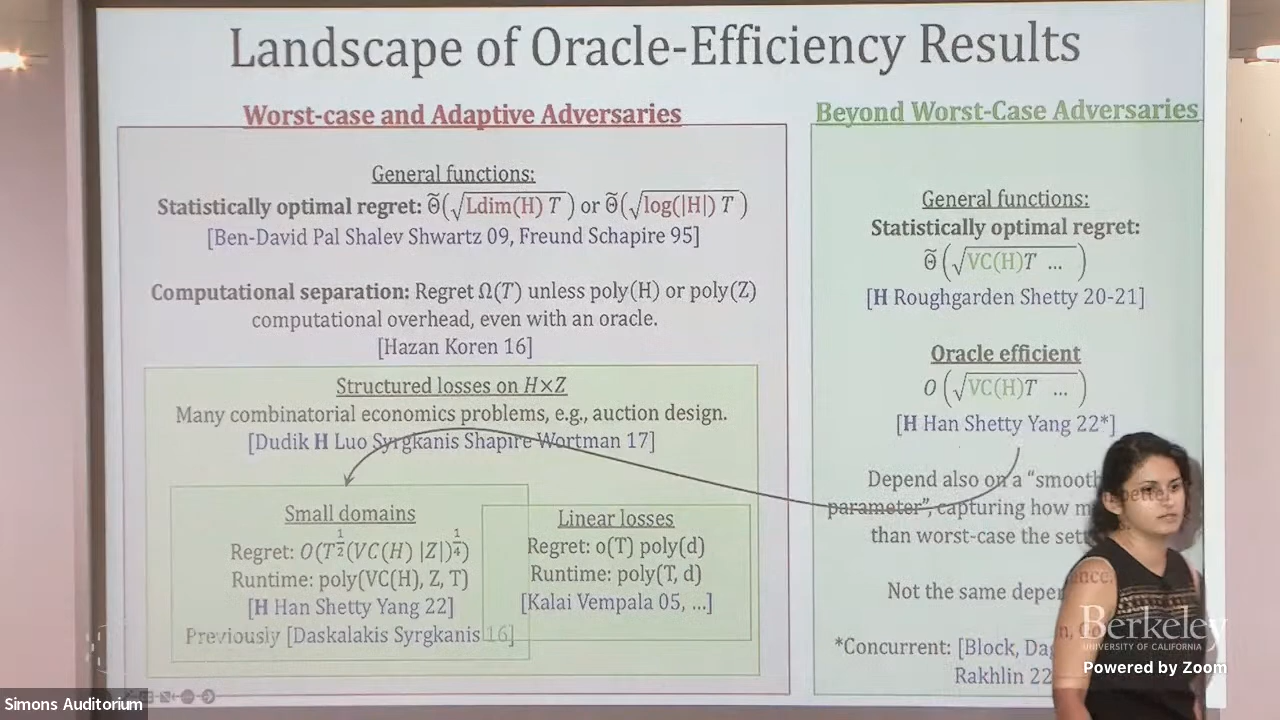 Landscape of Oracle-Efficiency Results
Worst-case and Adaptive Adversaries
General functions:
Statistically optimal regret: Θ̃(√Ldim(H) T ) or Θ̃(√log(|H|) T )
[Ben-David Pal Shalev Shwartz 09, Freund Schapire 95]
Computational separation: Regret Ω(T) unless poly(H) or poly(Z)
computational overhead, even with an oracle.
[Hazan Koren 16]
Structured losses on H×Z
Many combinatorial economics problems, e.g., auction design.
[Dudik H Luo Syrgkanis Shapire Wortman 17]
Small domains
Regret: O(T^{1/2}(VC(H) |Z|)^{1/4})
Runtime: poly(VC(H), Z, T)
[H Han Shetty Yang 22]
Previously [Daskalakis Syrgkanis 16]
Linear losses
Regret: o(T) poly(d)
Runtime: poly(T, d)
[Kalai Vempala 05, ...]
Beyond Worst-Case Adversaries
General functions:
Statistically optimal regret:
Θ̃ (√VC(H)T ... )
[H Roughgarden Shetty 20-21]
Oracle efficient
O (√VC(H)T ... )
[H Han Shetty Yang 22*]
Depend also on a “smooth
parameter”, capturing how
than worst-case the
Not the same
*Concurrent: [Block,
Rakhlin 22
Berkeley
UNIVERSITY OF CALIFORNIA
Powered by Zoom
Simons Auditorium